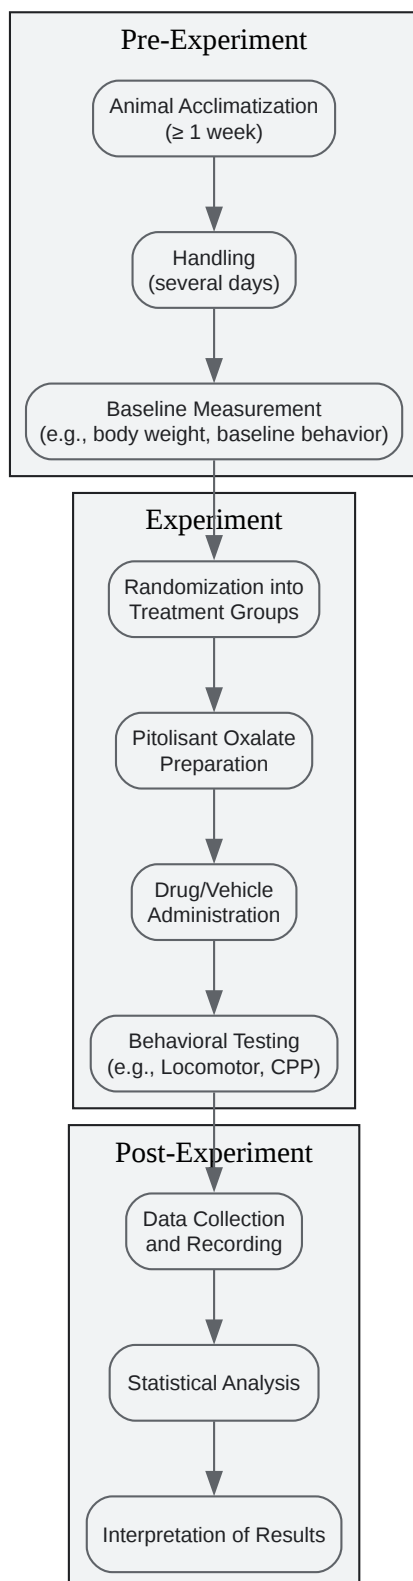 Pre-Experiment
Animal Acclimatization
(≥ 1 week)
Handling
(several days)
Baseline Measurement
(e.g., body weight, baseline behavior)
Experiment
Randomization into
Treatment Groups
Pitolisant Oxalate
Preparation
Drug/Vehicle
Administration
Behavioral Testing
(e.g., Locomotor, CPP)
Post-Experiment
Data Collection
and Recording
Statistical Analysis
Interpretation of Results